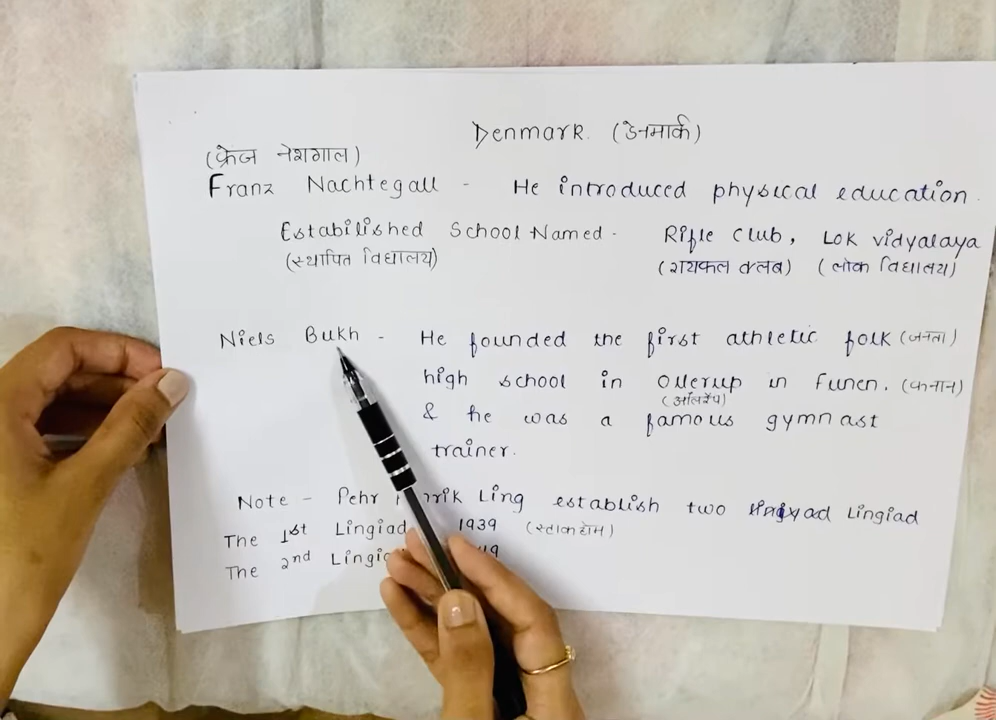 Denmark. (डेनमार्क)
(फ्रेज नेशगाल)
Franz Nachtegall - He introduced physical education.
Estabilished School Named - Rifle Club, Lok vidyalaya
(स्थापित विद्यालय) (रायफल क्लब) (लोक विद्यालय)
Niels Bukh - He founded the first athletic folk (जनता)
high school in Ollerup in Funen. (फनान)
& he was a famous gymnast
trainer.
Note - Pehr Ling establish two Lingiad
The 1st Lingiad 1939 (स्टाकहोम)
The 2nd